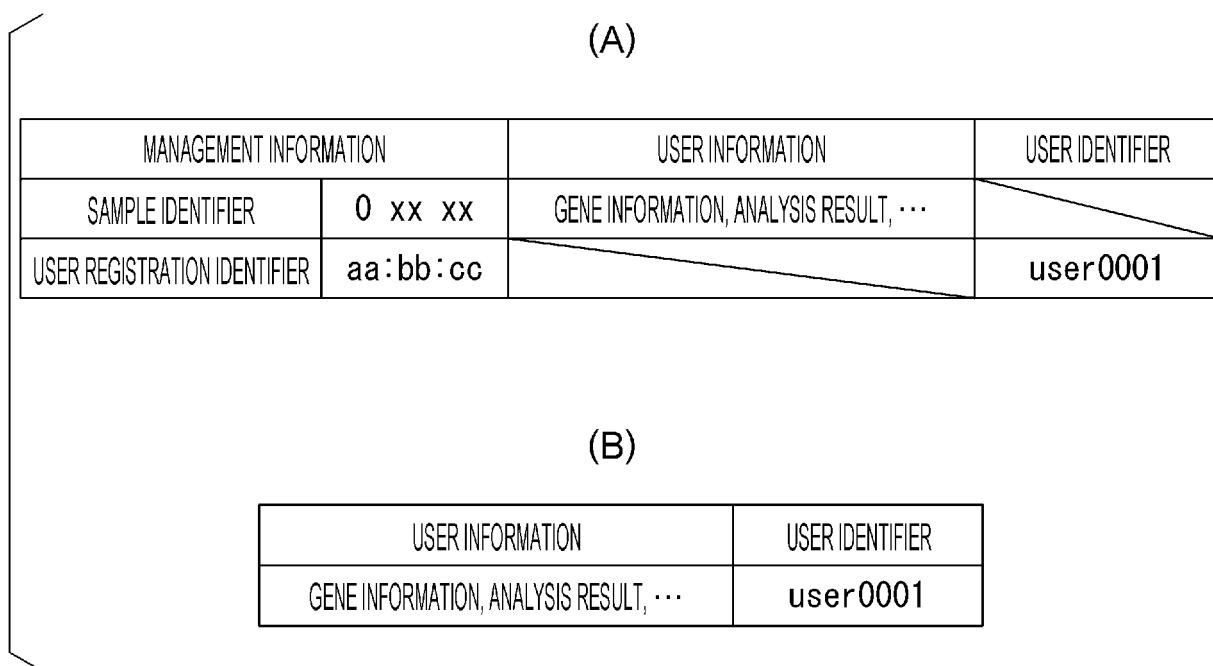 (A)
MANAGEMENT INFORMATION USER INFORMATION USER IDENTIFIER
SAMPLE IDENTIFIER 0 xx xx GENE INFORMATION, ANALYSIS RESULT, ···
USER REGISTRATION IDENTIFIER aa:bb:cc user0001
(B)
USER INFORMATION USER IDENTIFIER
GENE INFORMATION, ANALYSIS RESULT, ··· user0001